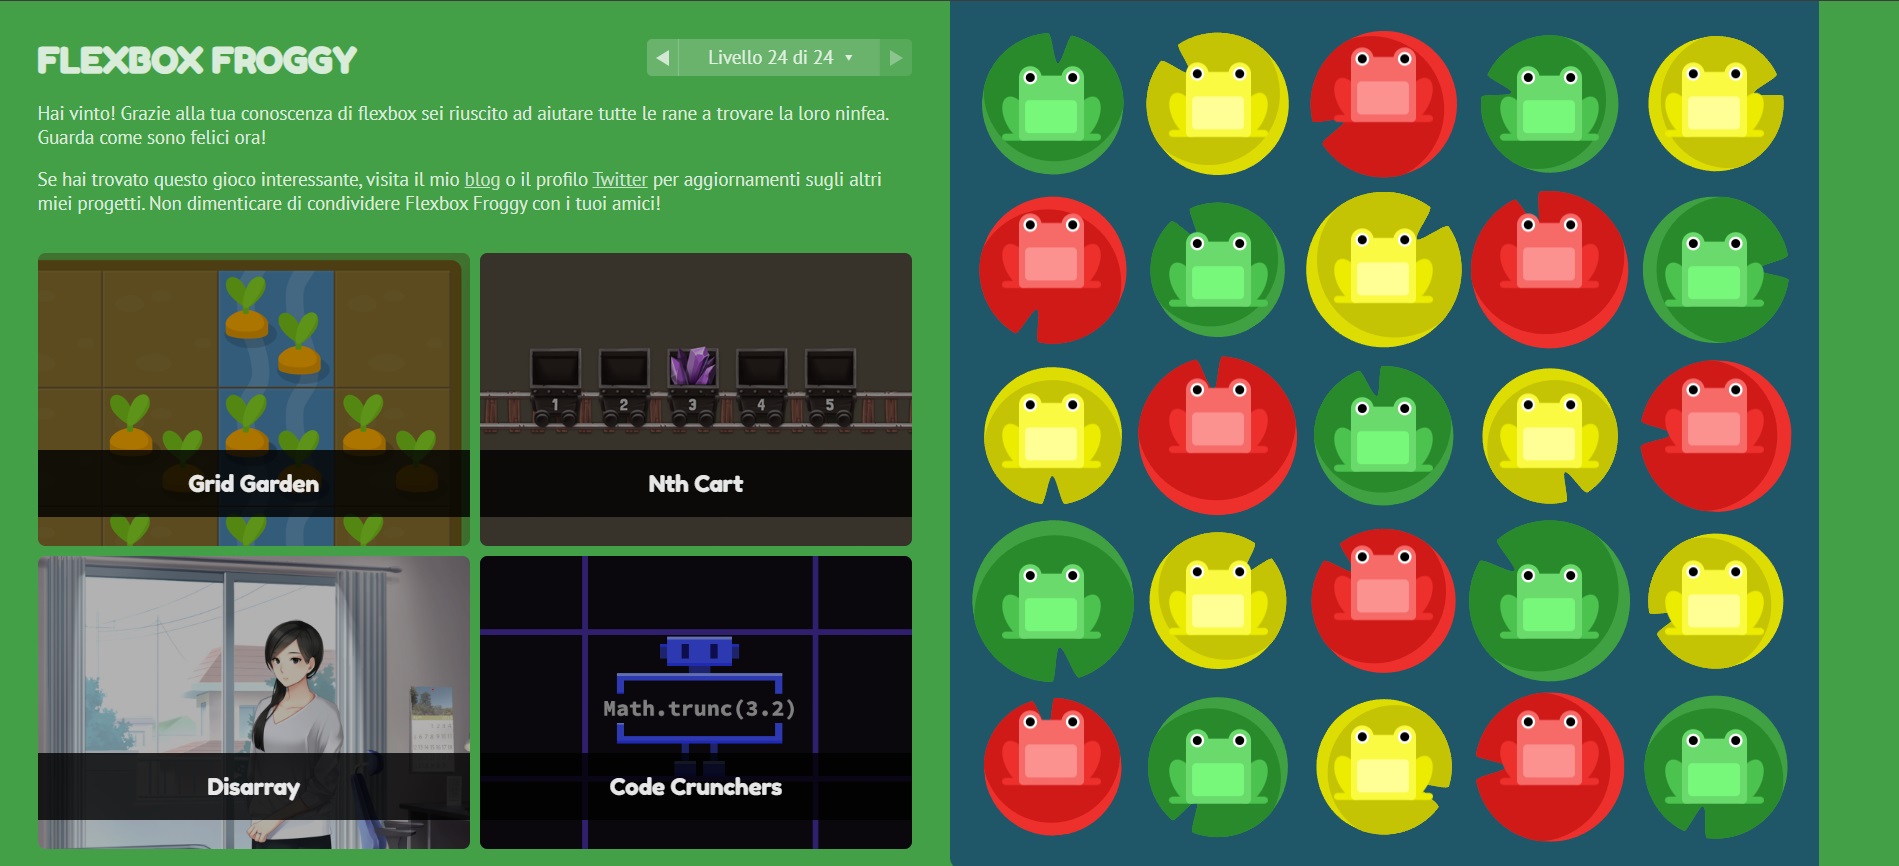 FLEXBOX FROGGY
Livello 24 di 24
Hai vinto! Grazie alla tua conoscenza di flexbox sei riuscito ad aiutare tutte le rane a trovare la loro ninfea.
Guarda come sono felici ora!
Se hai trovato questo gioco interessante, visita il mio blog o il profilo Twitter per aggiornamenti sugli altri
miei progetti. Non dimenticare di condividere Flexbox Froggy con i tuoi amici!
1 2 3 4 5
Grid Garden
Nth Cart
Math.trunc(3.2)
Disarray
Code Crunchers